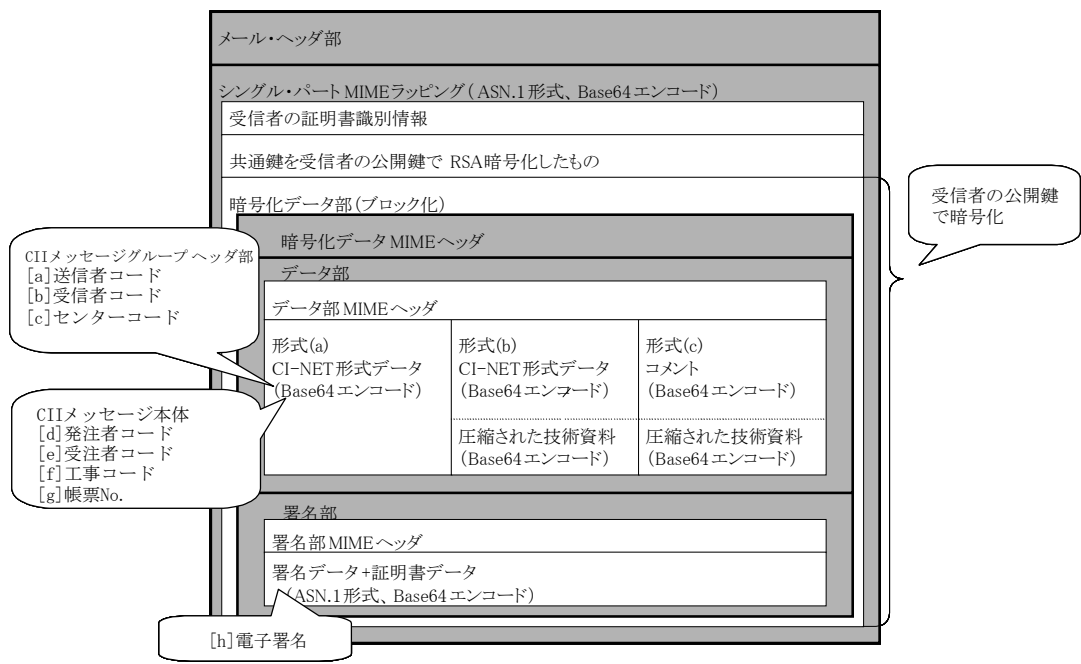 メール・ヘッダ部
シングル・パートMIMEラッピング(ASN.1形式、Base64エンコード)
受信者の証明書識別情報
共通鍵を受信者の公開鍵で RSA暗号化したもの
暗号化データ部(ブロック化)
受信者の公開鍵
で暗号化
暗号化データMIMEヘッダ
CIIメッセージグループ ヘッダ部
[a]送信者コード
[b]受信者コード
[c]センターコード
データ部
データ部MIMEヘッダ
形式(a)
CI-NET形式データ
(Base64エンコード)
形式(b)
CI-NET形式データ
(Base64エンコード)
圧縮された技術資料
(Base64エンコード)
形式(c)
コメント
(Base64エンコード)
圧縮された技術資料
(Base64エンコード)
CIIメッセージ本体
[d]発注者コード
[e]受注者コード
[f]工事コード
[g]帳票No.
署名部
署名部MIMEヘッダ
署名データ+証明書データ
(ASN.1形式、Base64エンコード)
[h]電子署名